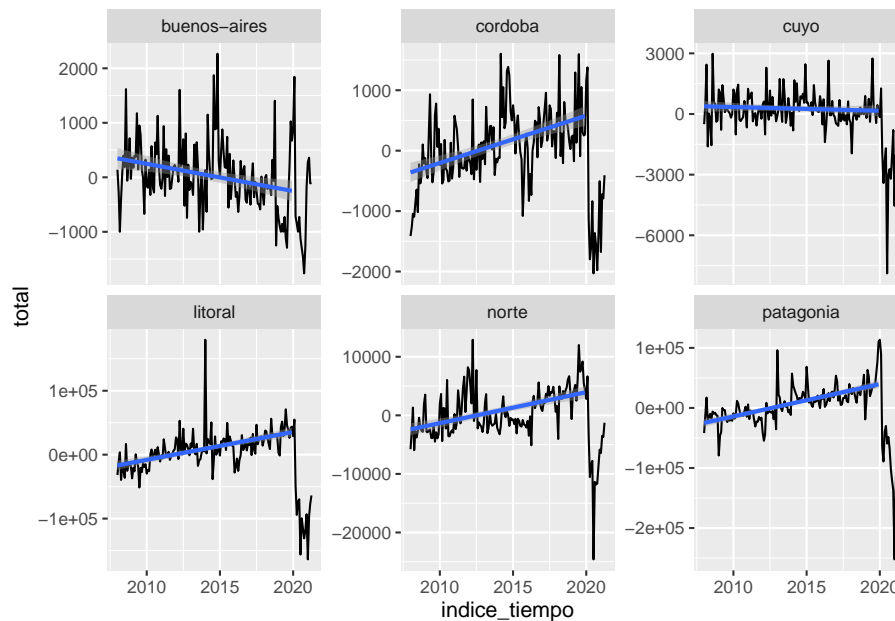 buenos−aires
cordoba
cuyo
2000
1000
0
−1000
1000
0
−1000
−2000
3000
0
−3000
−6000
litoral
norte
patagonia
1e+05
0e+00
−1e+05
10000
0
−10000
−20000
1e+05
0e+00
−1e+05
−2e+05
2010 2015 2020
2010 2015 2020
2010 2015 2020
indice_tiempo
total